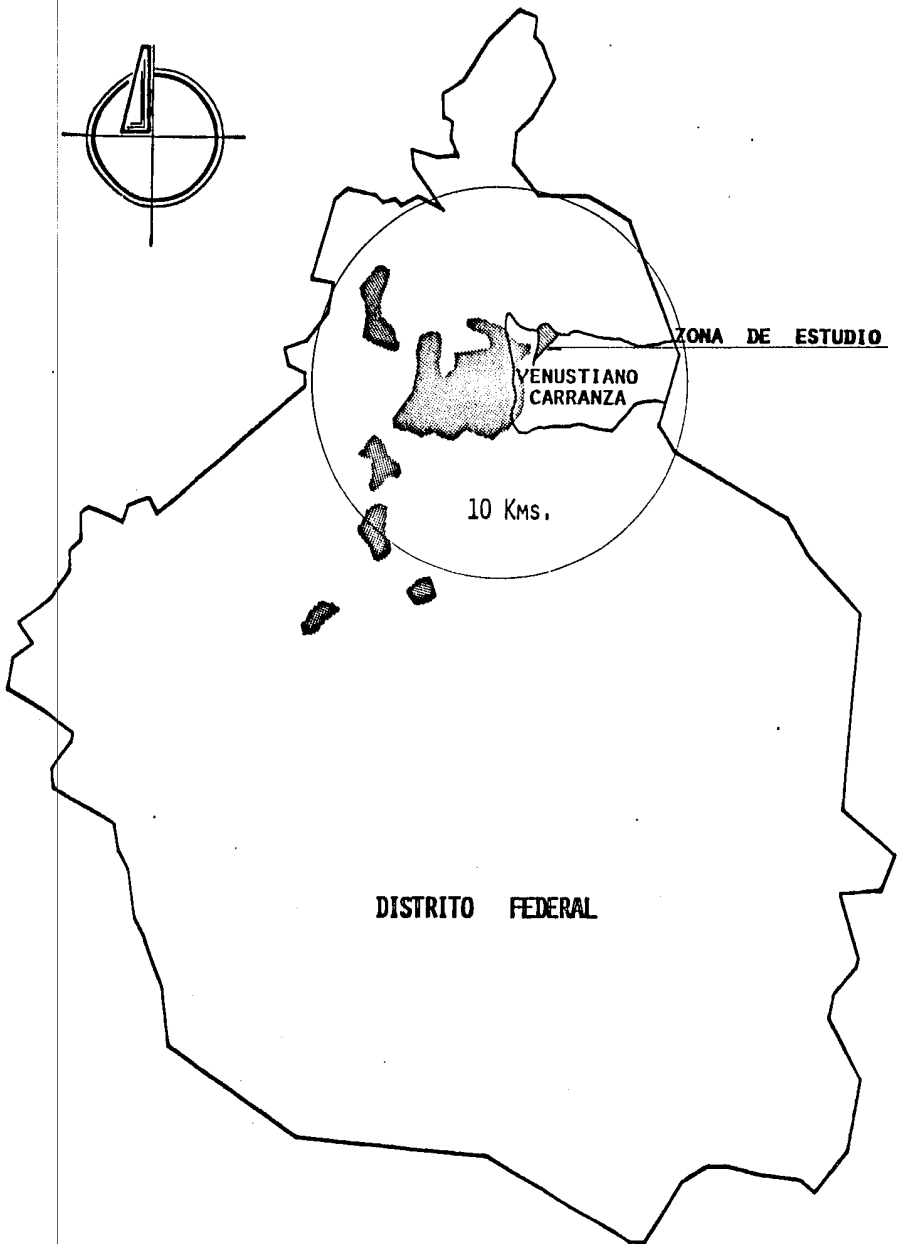 ZONA DE ESTUDIO
VENUSTIANO
CARRANZA
10 KMS.
DISTRITO FEDERAL